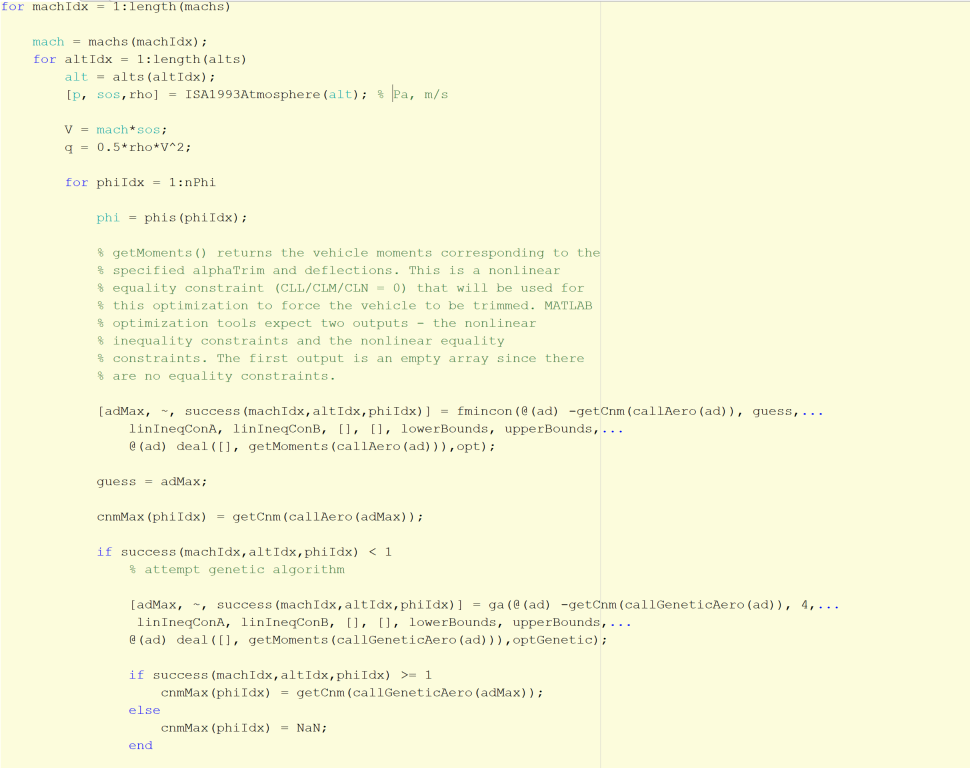 for machIdx = 1:length(machs)
mach = machs(machIdx);
for altIdx = 1:length(alts)
alt = alts(altIdx);
[p, sos,rho] = ISA1993Atmosphere(alt); % Pa, m/s
V = mach*sos;
q = 0.5*rho*V^2;
for phiIdx = 1:nPhi
phi = phis(phiIdx);
% getMoments() returns the vehicle moments corresponding to the
% specified alphaTrim and deflections. This is a nonlinear
% equality constraint (CLL/CLM/CLN = 0) that will be used for
% this optimization to force the vehicle to be trimmed. MATLAB
% optimization tools expect two outputs - the nonlinear
% inequality constraints and the nonlinear equality
% constraints. The first output is an empty array since there
% are no equality constraints.
[adMax, ~, success(machIdx,altIdx,phiIdx)] = fmincon(@(ad) -getCnm(callAero(ad)), guess,...
linIneqConA, linIneqConB, [], [], lowerBounds, upperBounds,...
@(ad) deal([], getMoments(callAero(ad))),opt);
guess = adMax;
cnmMax(phiIdx) = getCnm(callAero(adMax));
if success(machIdx,altIdx,phiIdx) < 1
% attempt genetic algorithm
[adMax, ~, success(machIdx,altIdx,phiIdx)] = ga(@(ad) -getCnm(callGeneticAero(ad)), 4,...
linIneqConA, linIneqConB, [], [], lowerBounds, upperBounds,...
@(ad) deal([], getMoments(callGeneticAero(ad))),optGenetic);
if success(machIdx,altIdx,phiIdx) >= 1
cnmMax(phiIdx) = getCnm(callGeneticAero(adMax));
else
cnmMax(phiIdx) = NaN;
end